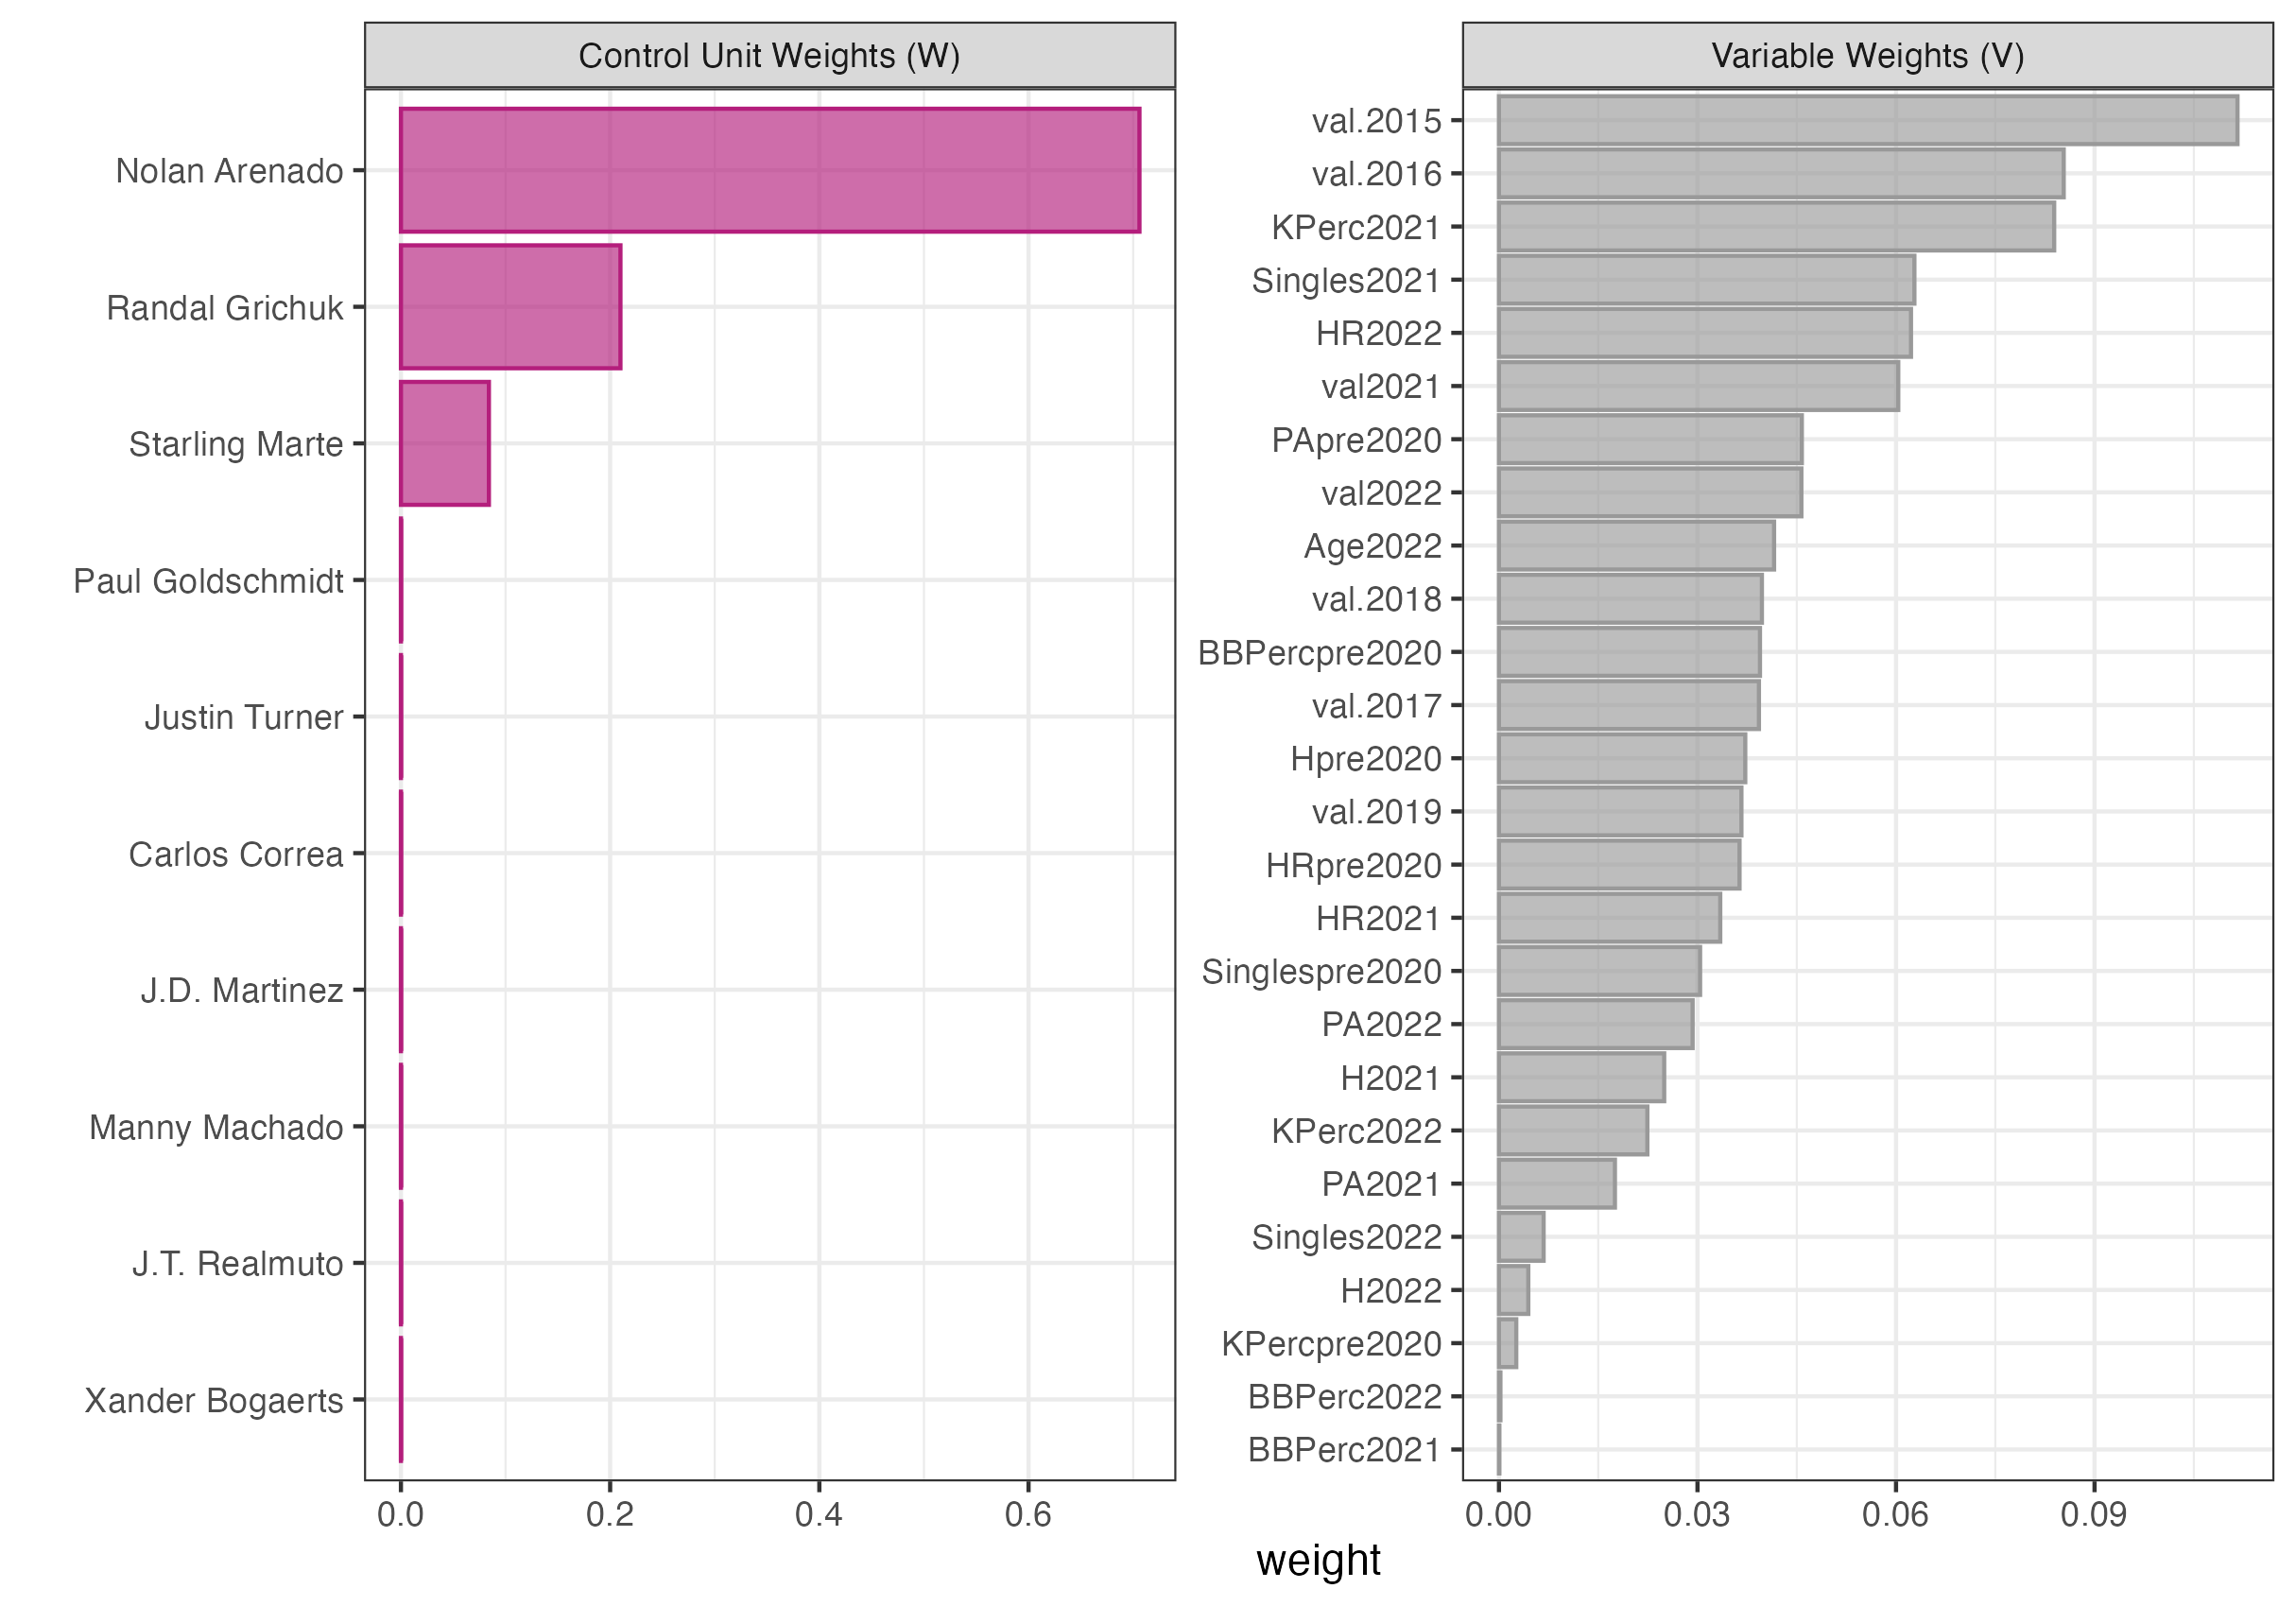 Control Unit Weights (W)
Nolan Arenado
Randal Grichuk
Starling Marte
Paul Goldschmidt
Justin Turner
Carlos Correa
J.D. Martinez
Manny Machado
J.T. Realmuto
Xander Bogaerts
0.0 0.2 0.4 0.6
Variable Weights (V)
val.2015
val.2016
KPerc2021
Singles2021
HR2022
val2021
PApre2020
val2022
Age2022
val.2018
BBPercpre2020
val.2017
Hpre2020
val.2019
HRpre2020
HR2021
Singlespre2020
PA2022
H2021
KPerc2022
PA2021
Singles2022
H2022
KPercpre2020
BBPerc2022
BBPerc2021
0.00 0.03 0.06 0.09
weight